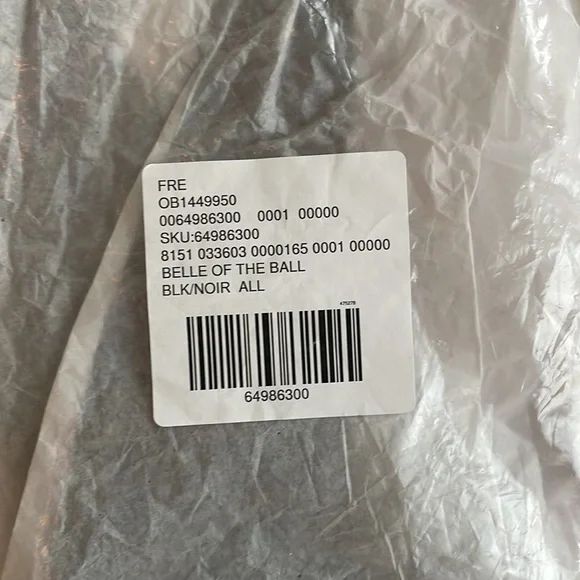 FRE
OB1449950
0064986300 0001 00000
SKU:64986300
8151 033603 0000165 0001 00000
BELLE OF THE BALL
BLK/NOIR ALL
475278
64986300